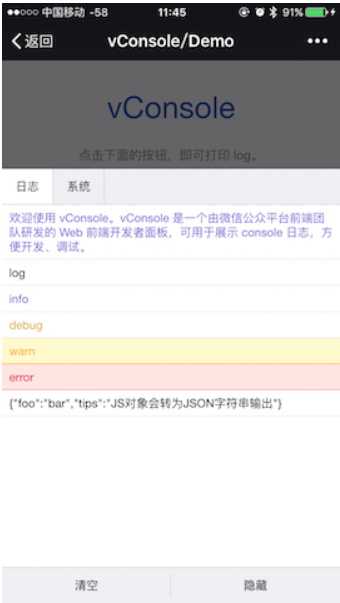 ●●○○○ 中国移动 -58 11:45 91%
返回 vConsole/Demo •••
vConsole
点击下面的按钮，即可打印 log。
日志 系统
欢迎使用 vConsole。vConsole 是一个由微信公众平台前端团
队研发的 Web 前端开发者面板，可用于展示 console 日志，方
便开发、调试。
log
info
debug
warn
error
{"foo":"bar","tips":"JS对象会转为JSON字符串输出"}
清空 隐藏